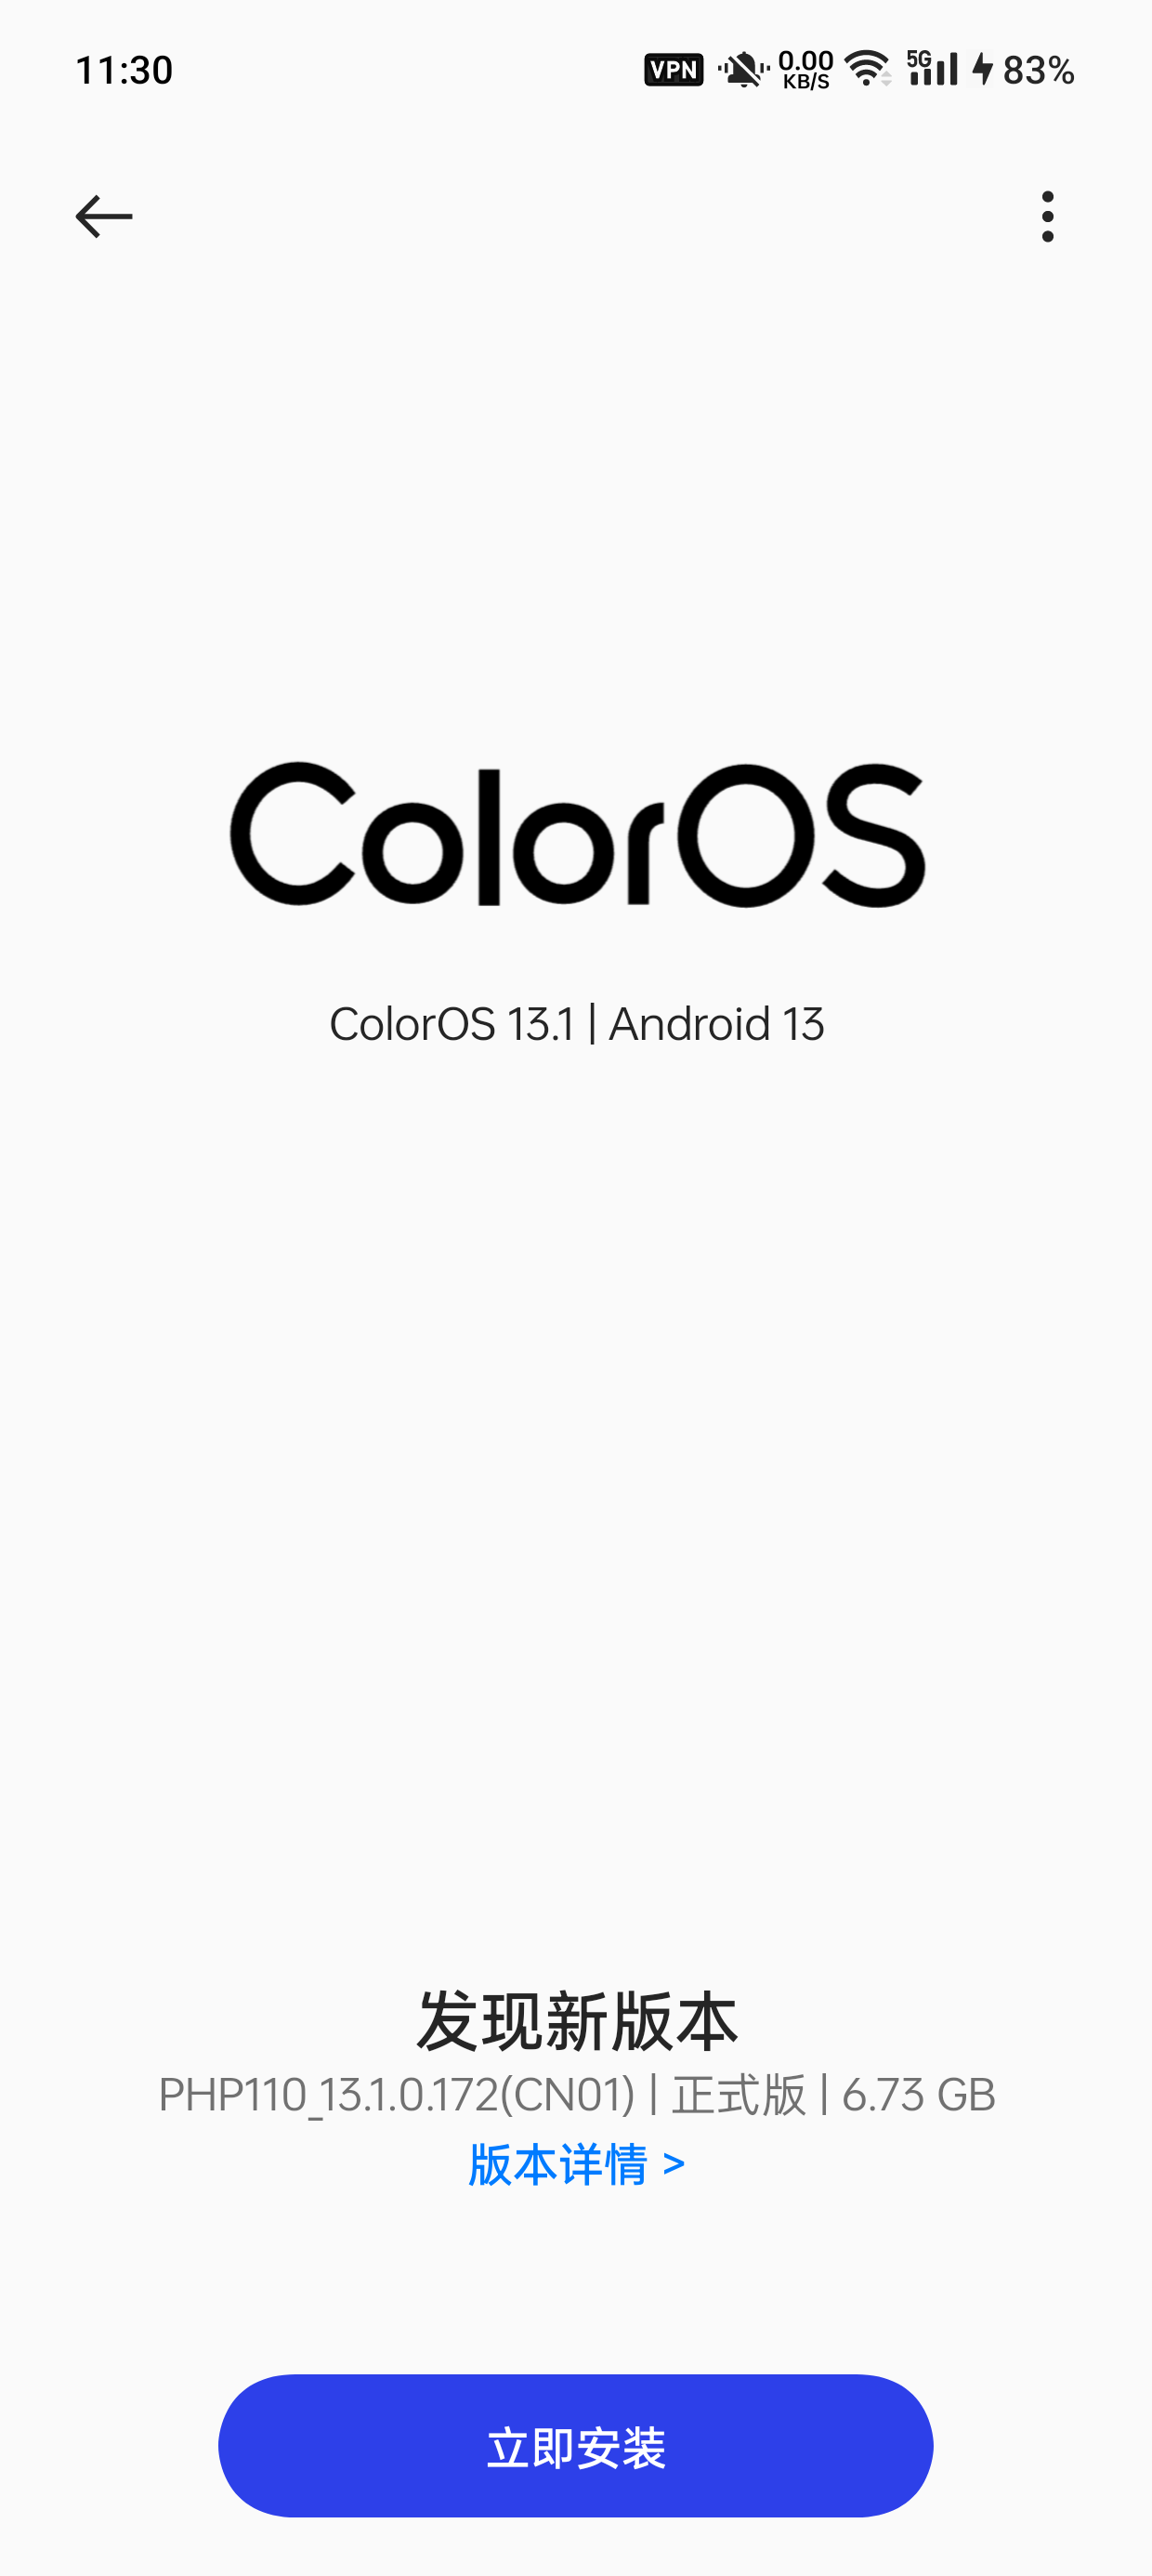 11:30
VPN 0.00 KB/S 5G 83%
ColorOS
ColorOS 13.1 | Android 13
发现新版本
PHP110_13.1.0.172(CN01) | 正式版 | 6.73 GB
版本详情 >
立即安装